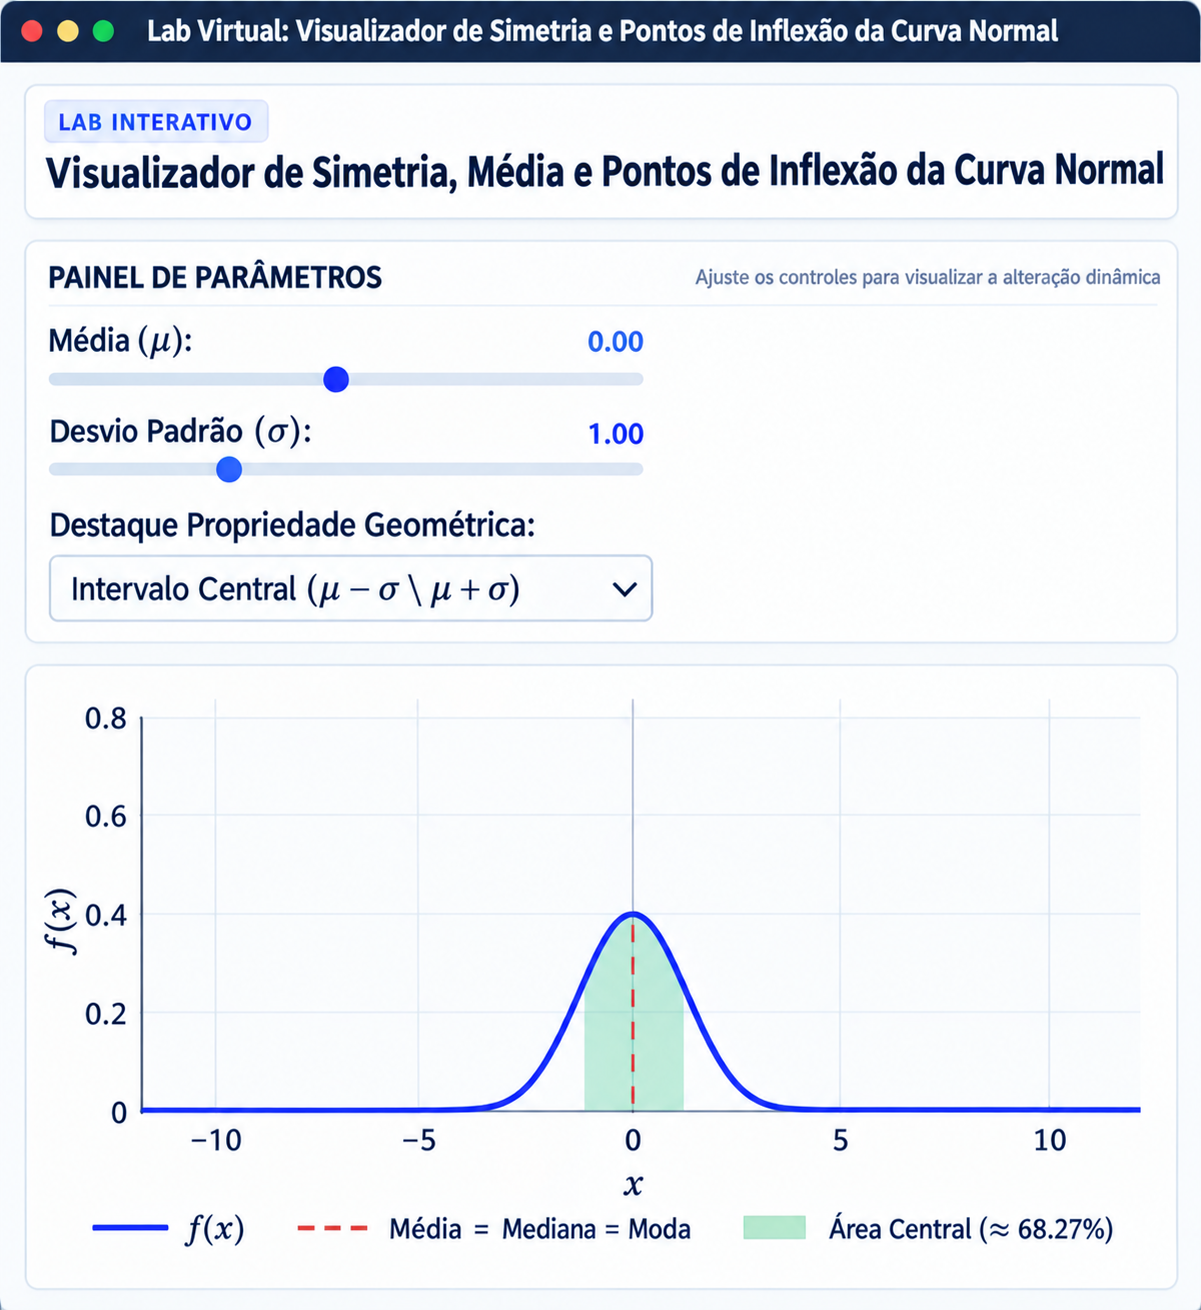 Lab Virtual: Visualizador de Simetria e Pontos de Inflexão da Curva Normal
LAB INTERATIVO
Visualizador de Simetria, Média e Pontos de Inflexão da Curva Normal
PAINEL DE PARÂMETROS
Ajuste os controles para visualizar a alteração dinâmica
Média (μ): 0.00
Desvio Padrão (σ): 1.00
Destaque Propriedade Geométrica:
Intervalo Central (μ − σ \ μ + σ)
0.8
0.6
0.4
0.2
0
f(x)
−10 −5 0 5 10
x
f(x) Média = Mediana = Moda Área Central (≈ 68.27%)